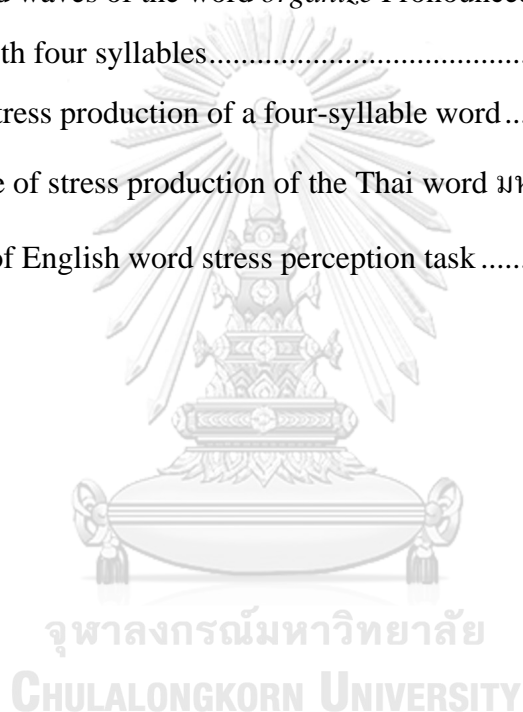 d waves of the word organize Pronounced
th four syllables...................................
tress production of a four-syllable word...
e of stress production of the Thai word มห
of English word stress perception task......
จุฬาลงกรณ์มหาวิทยาลัย
CHULALONGKORN UNIVERSITY